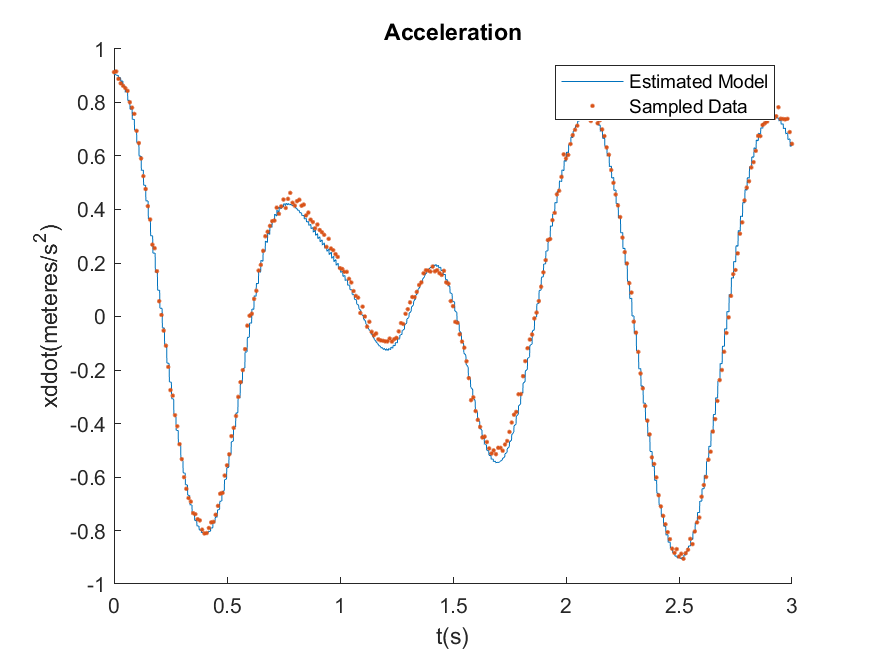 Acceleration
Estimated Model
Sampled Data
1
0.8
0.6
0.4
0.2
0
-0.2
-0.4
-0.6
-0.8
-1
xddot(meteres/s²)
0 0.5 1 1.5 2 2.5 3
t(s)